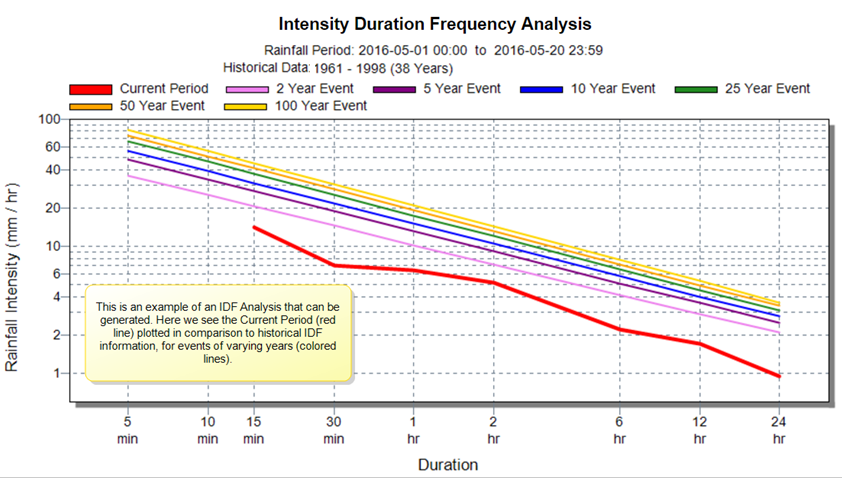 Intensity Duration Frequency Analysis
Rainfall Period: 2016-05-01 00:00 to 2016-05-20 23:59
Historical Data: 1961 - 1998 (38 Years)
Current Period 2 Year Event 5 Year Event 10 Year Event 25 Year Event
50 Year Event 100 Year Event
Rainfall Intensity (mm / hr)
100
60
40
20
10
6
4
2
1
This is an example of an IDF Analysis that can be
generated. Here we see the Current Period (red
line) plotted in comparison to historical IDF
information, for events of varying years (colored
lines).
5 10 15 30 1 2 6 12 24
min min min min hr hr hr hr hr
Duration